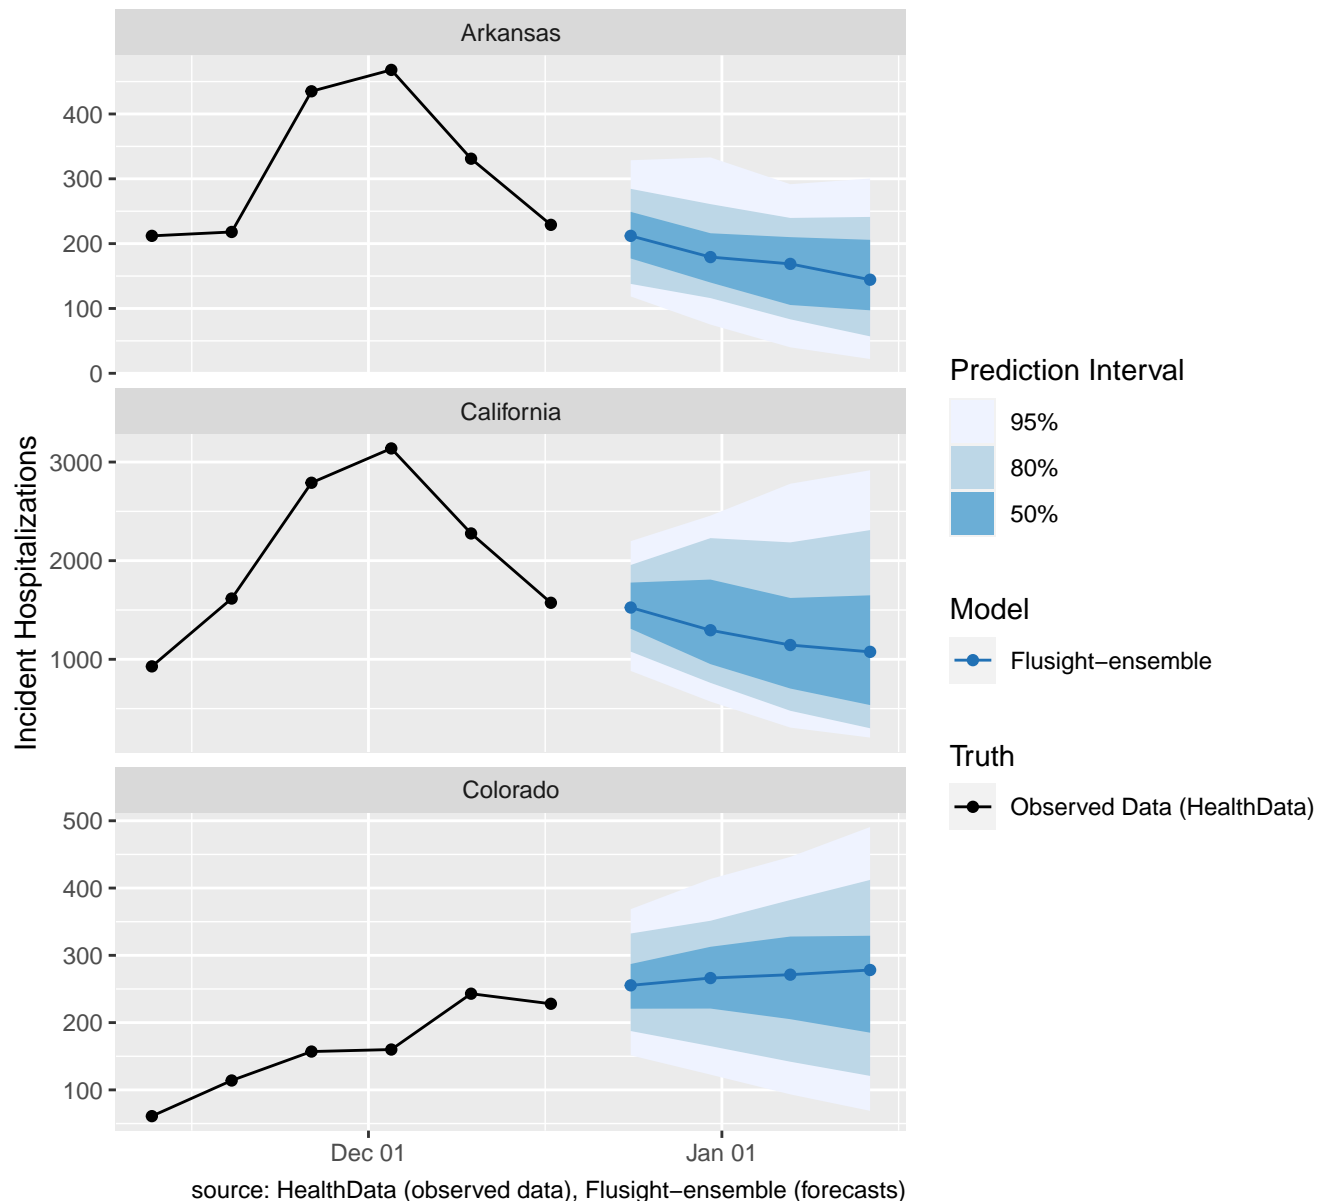 Arkansas
400
300
200
100
0
California
3000
2000
1000
Colorado
500
400
300
200
100
Incident Hospitalizations
Dec 01
Jan 01
source: HealthData (observed data), Flusight−ensemble (forecasts)
Prediction Interval
95%
80%
50%
Model
Flusight−ensemble
Truth
Observed Data (HealthData)